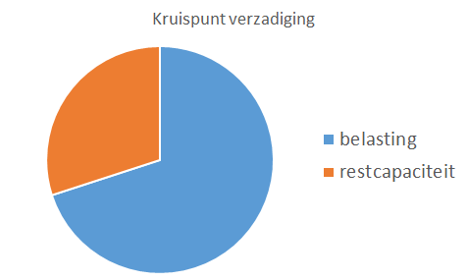 Kruispunt verzadiging
belasting
restcapaciteit